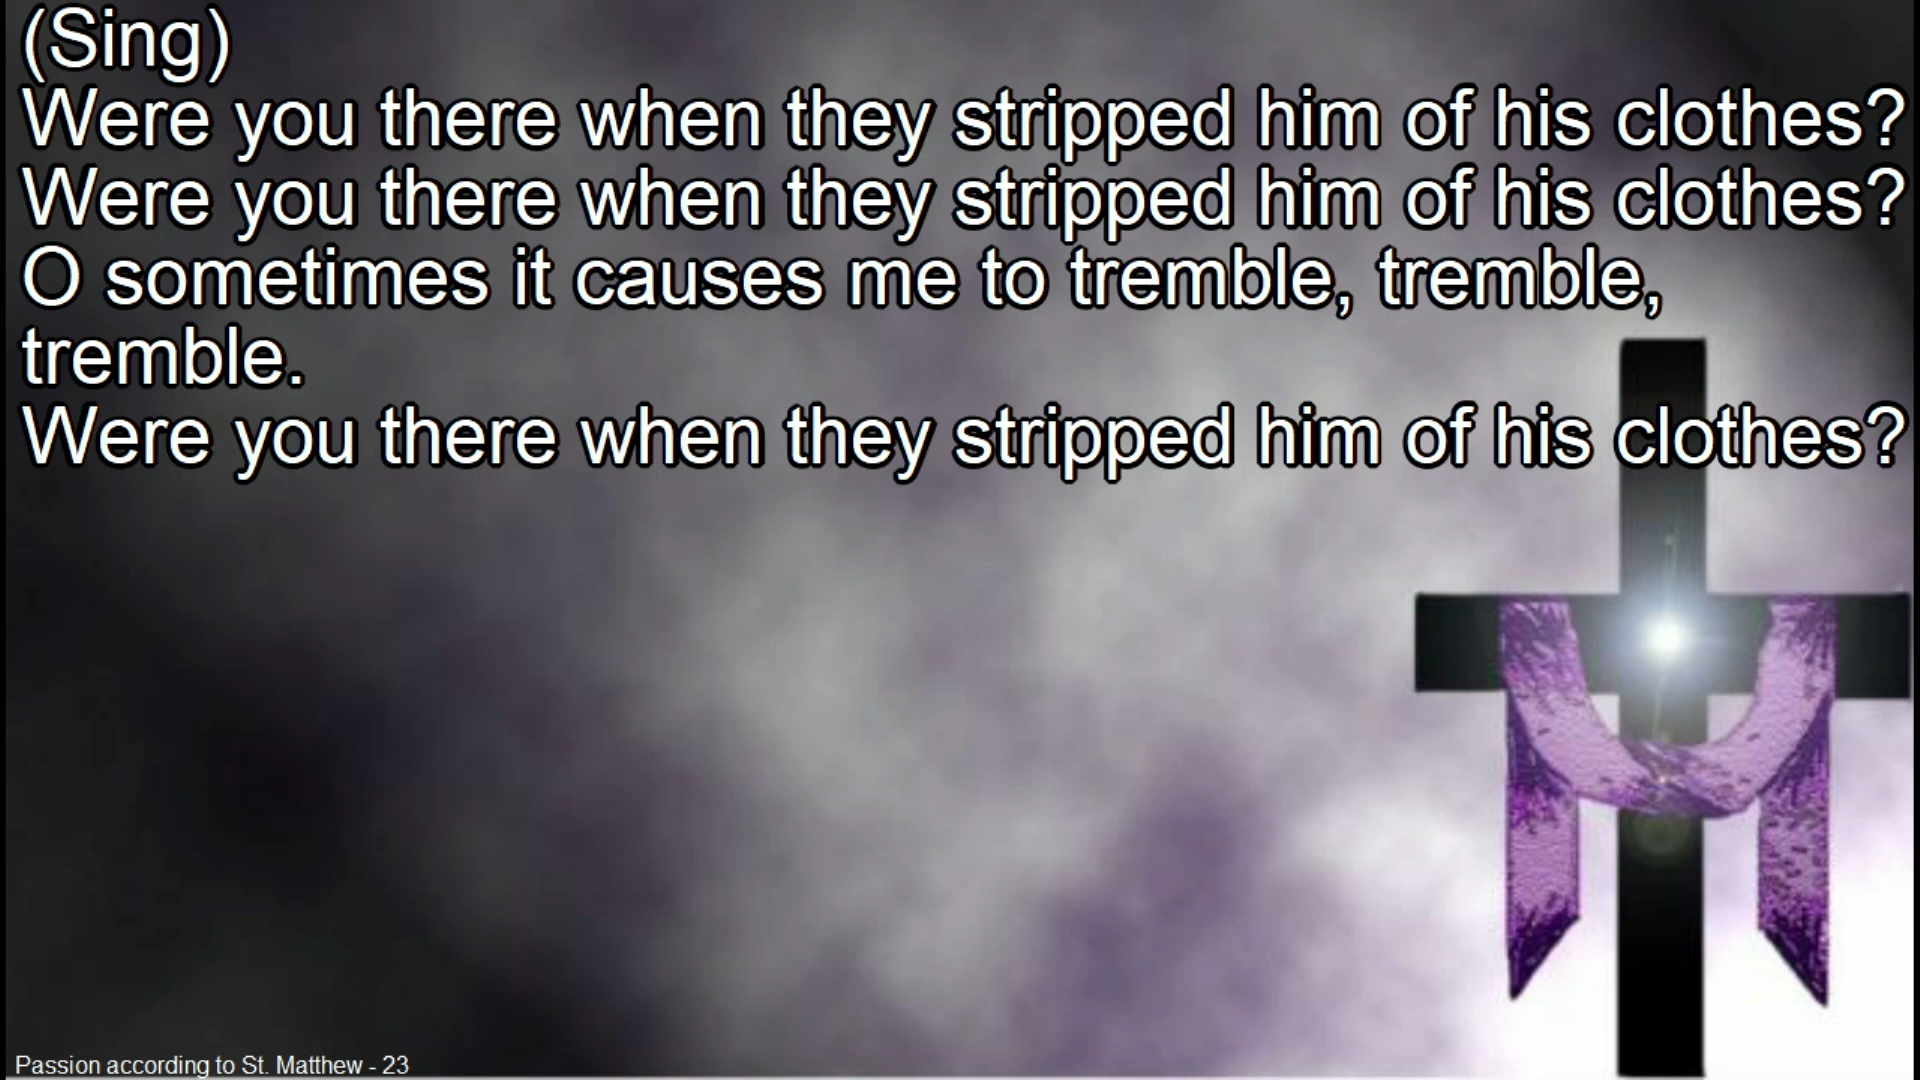 (Sing)
Were you there when they stripped him of his clothes?
Were you there when they stripped him of his clothes?
O sometimes it causes me to tremble, tremble,
tremble.
Were you there when they stripped him of his clothes?
Passion according to St. Matthew - 23